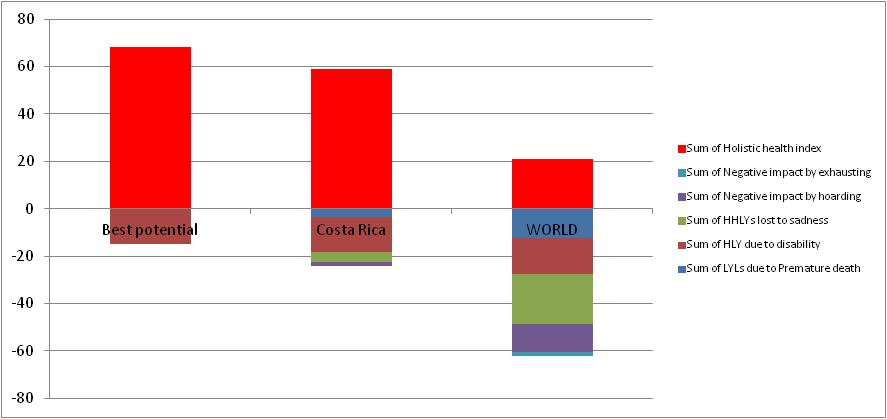 80
60
40
20
0
-20
-40
-60
-80
Best potential
Costa Rica
WORLD
Sum of Holistic health index
Sum of Negative impact by exhausting
Sum of Negative impact by hoarding
Sum of HHLYs lost to sadness
Sum of HLY due to disability
Sum of LYLs due to Premature death